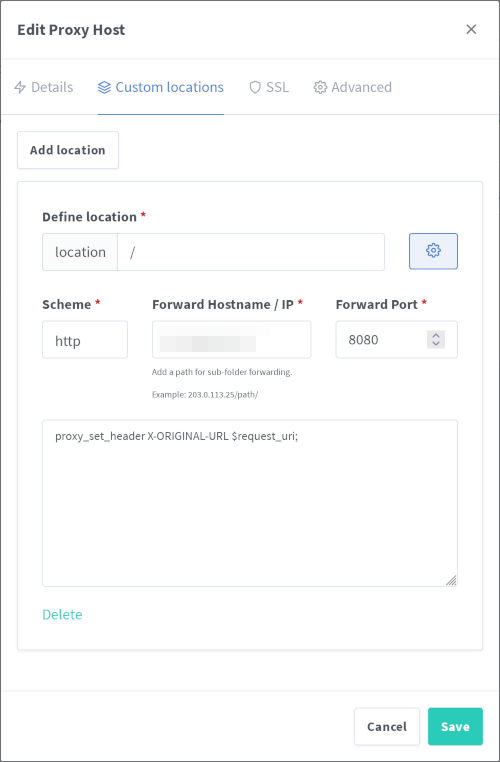 Edit Proxy Host
Details Custom locations SSL Advanced
Add location
Define location *
location /
Scheme * Forward Hostname / IP * Forward Port *
http 8080
Add a path for sub-folder forwarding.
Example: 203.0.113.25/path/
proxy_set_header X-ORIGINAL-URL $request_uri;
Delete
Cancel Save